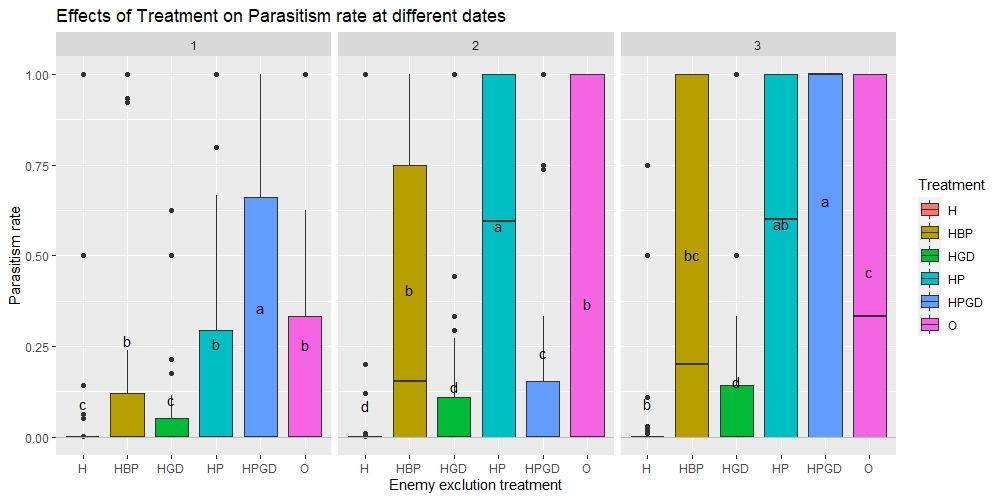 Effects of Treatment on Parasitism rate at different dates
1 2 3
Parasitism rate
1.00
0.75
0.50
0.25
0.00
c b c b a b
d b d a c b
b bc d ab a c
H HBP HGD HP HPGD O
H HBP HGD HP HPGD O
H HBP HGD HP HPGD O
Enemy exclution treatment
Treatment
H
HBP
HGD
HP
HPGD
O